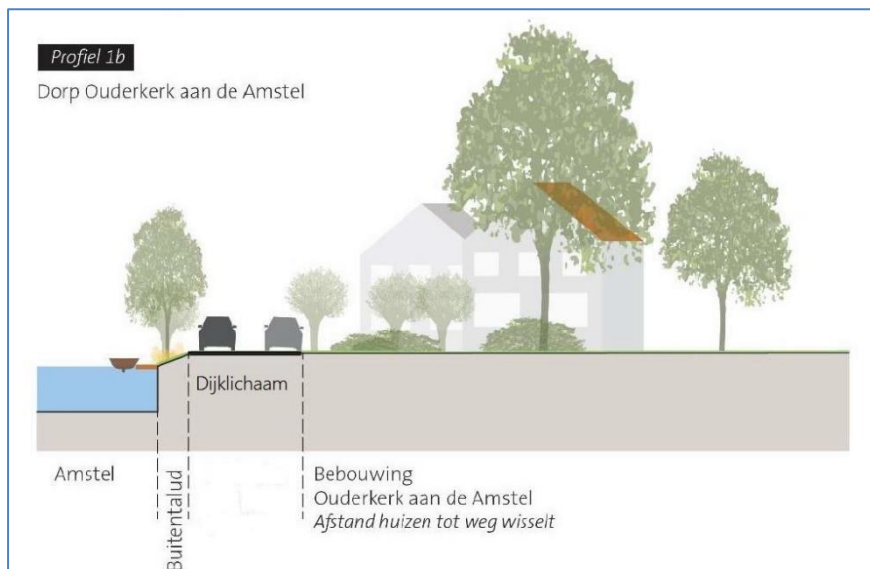 Profiel 1b
Dorp Ouderkerk aan de Amstel
Dijklichaam
Amstel
Buitentalud
Bebouwing
Ouderkerk aan de Amstel
Afstand huizen tot weg wisselt